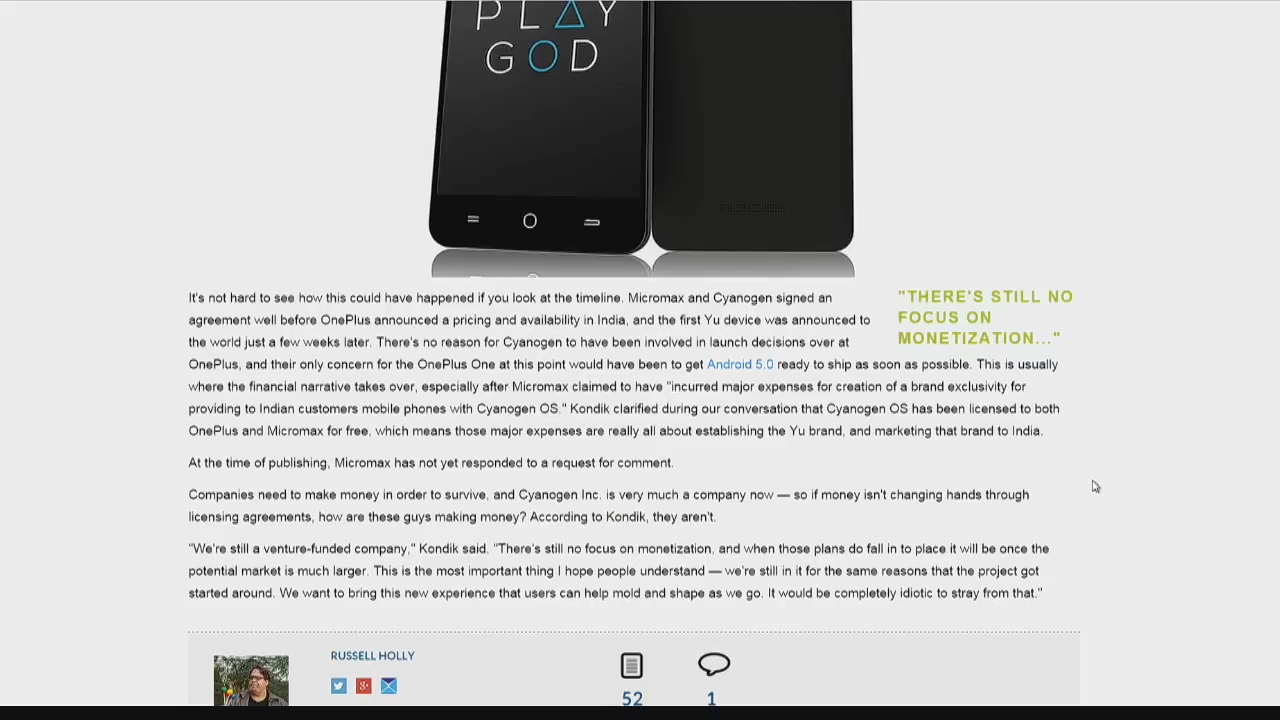 PLAY
GOD
It's not hard to see how this could have happened if you look at the timeline. Micromax and Cyanogen signed an
agreement well before OnePlus announced a pricing and availability in India, and the first Yu device was announced to
the world just a few weeks later. There's no reason for Cyanogen to have been involved in launch decisions over at
OnePlus, and their only concern for the OnePlus One at this point would have been to get Android 5.0 ready to ship as soon as possible. This is usually
where the financial narrative takes over, especially after Micromax claimed to have "incurred major expenses for creation of a brand exclusivity for
providing to Indian customers mobile phones with Cyanogen OS." Kondik clarified during our conversation that Cyanogen OS has been licensed to both
OnePlus and Micromax for free, which means those major expenses are really all about establishing the Yu brand, and marketing that brand to India.
"THERE'S STILL NO
FOCUS ON
MONETIZATION..."
At the time of publishing, Micromax has not yet responded to a request for comment.
Companies need to make money in order to survive, and Cyanogen Inc. is very much a company now — so if money isn't changing hands through
licensing agreements, how are these guys making money? According to Kondik, they aren't.
"We're still a venture-funded company," Kondik said. "There's still no focus on monetization, and when those plans do fall in to place it will be once the
potential market is much larger. This is the most important thing I hope people understand — we're still in it for the same reasons that the project got
started around. We want to bring this new experience that users can help mold and shape as we go. It would be completely idiotic to stray from that."
RUSSELL HOLLY
52
1